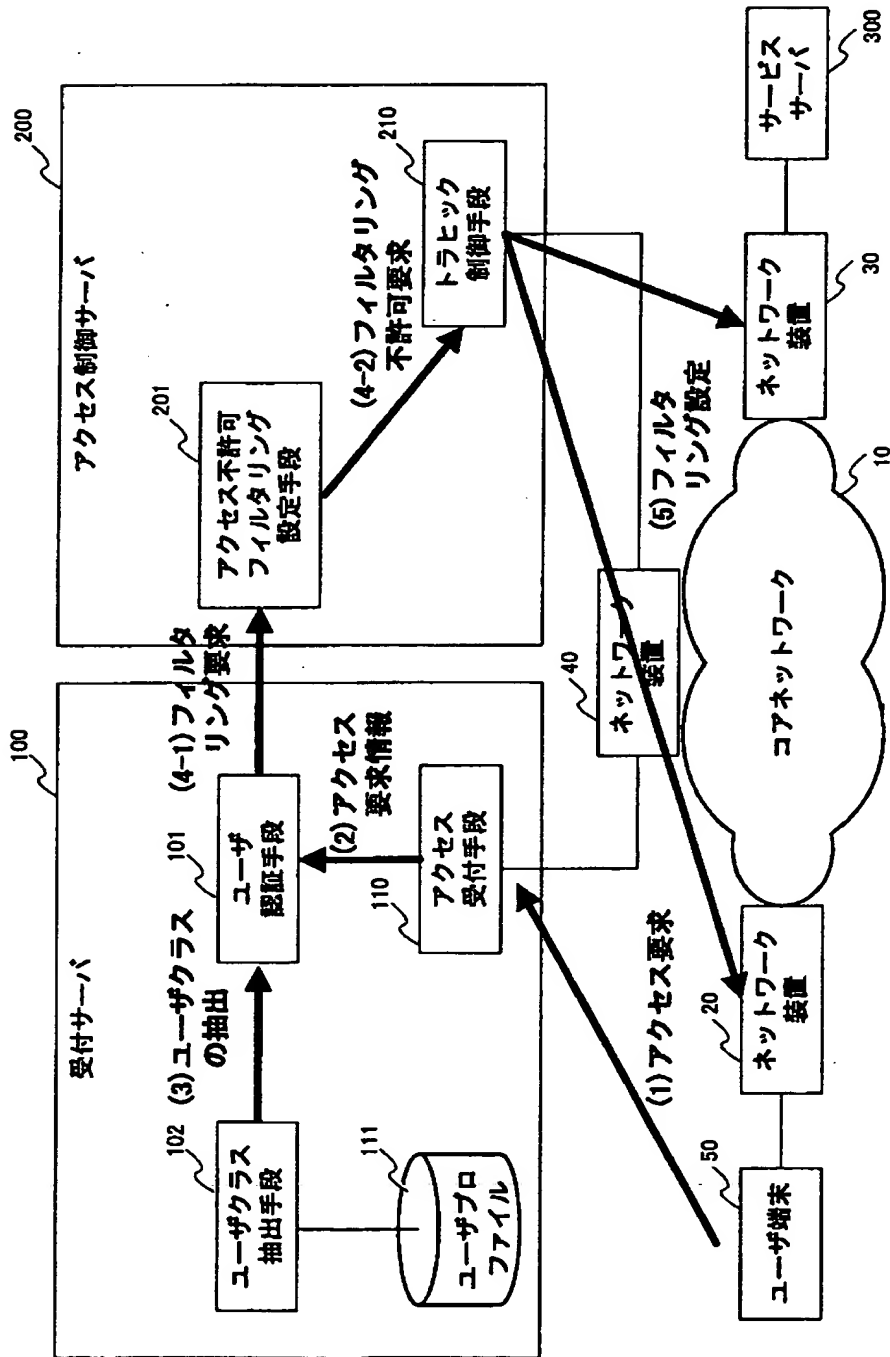 100
受付サーバ
102
ユーザクラス
抽出手段
(3)ユーザクラス
の抽出
101
ユーザ
認証手段
(4-1)フィルタ
リング要求
111
ユーザプロ
ファイル
(2)アクセス
要求情報
110
アクセス
受付手段
200
アクセス制御サーバ
201
アクセス不許可
フィルタリング
設定手段
(4-2)フィルタリング
不許可要求
210
トラヒック
制御手段
(1)アクセス要求
40
ネットワーク
装置
(5)フィルタ
リング設定
50
ユーザ端末
20
ネットワーク
装置
コアネットワーク
10
ネットワーク
装置
30
サービス
サーバ
300